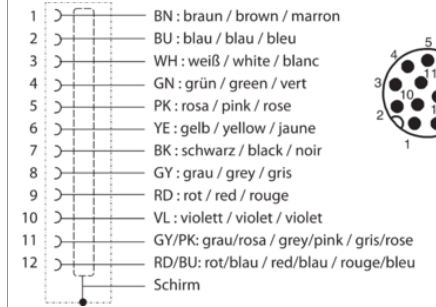 1 BN : braun / brown / marron
2 BU : blau / blau / bleu
3 WH : weiß / white / blanc
4 GN : grün / green / vert
5 PK : rosa / pink / rose
6 YE : gelb / yellow / jaune
7 BK : schwarz / black / noir
8 GY : grau / grey / gris
9 RD : rot / red / rouge
10 VL : violett / violet / violet
11 GY/PK: grau/rosa / grey/pink / gris/rose
12 RD/BU: rot/blau / red/blau / rouge/bleu
Schirm
5
4
11
3
10
2
1